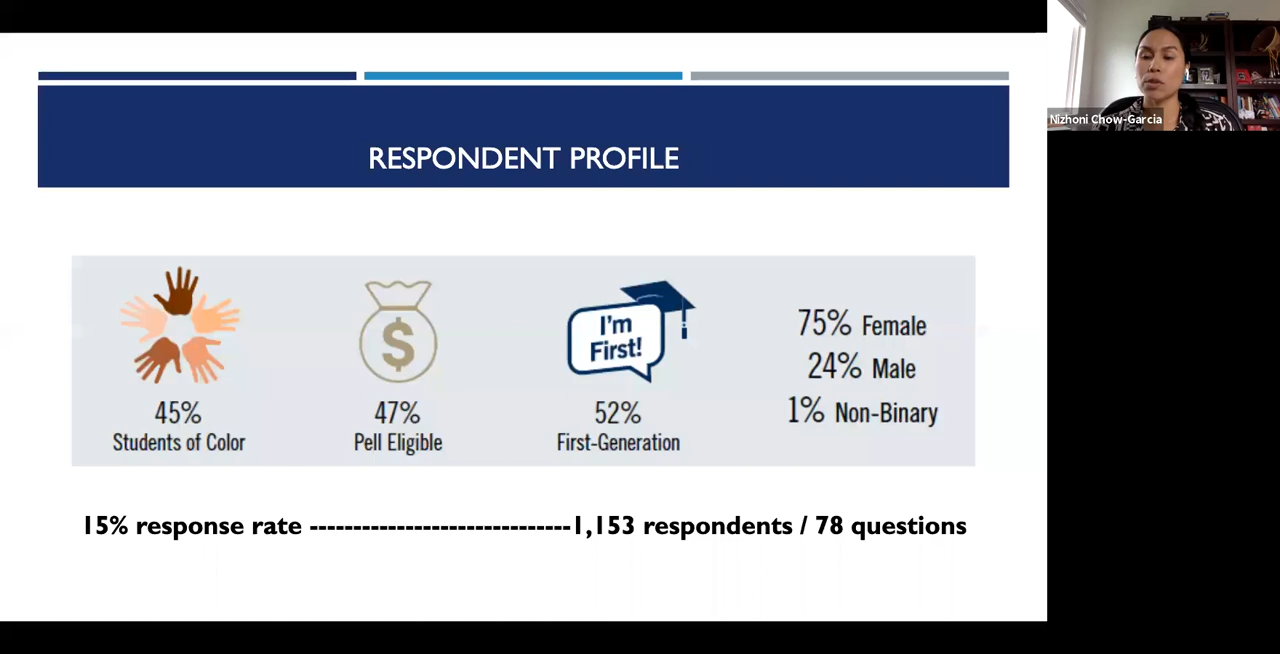 RESPONDENT PROFILE
I'm
First!
$
45%
Students of Color
47%
Pell Eligible
52%
First-Generation
75% Female
24% Male
1% Non-Binary
15% response rate ------------------------------1,153 respondents / 78 questions
Nizhoni Chow-Garcia